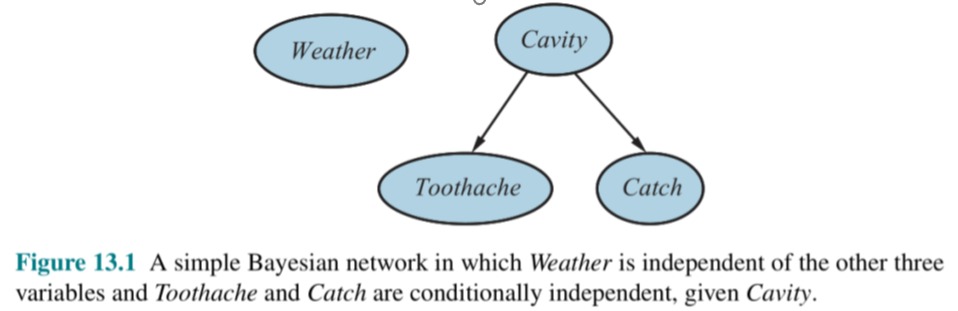 Weather
Cavity
Toothache
Catch
Figure 13.1 A simple Bayesian network in which Weather is independent of the other three
variables and Toothache and Catch are conditionally independent, given Cavity.